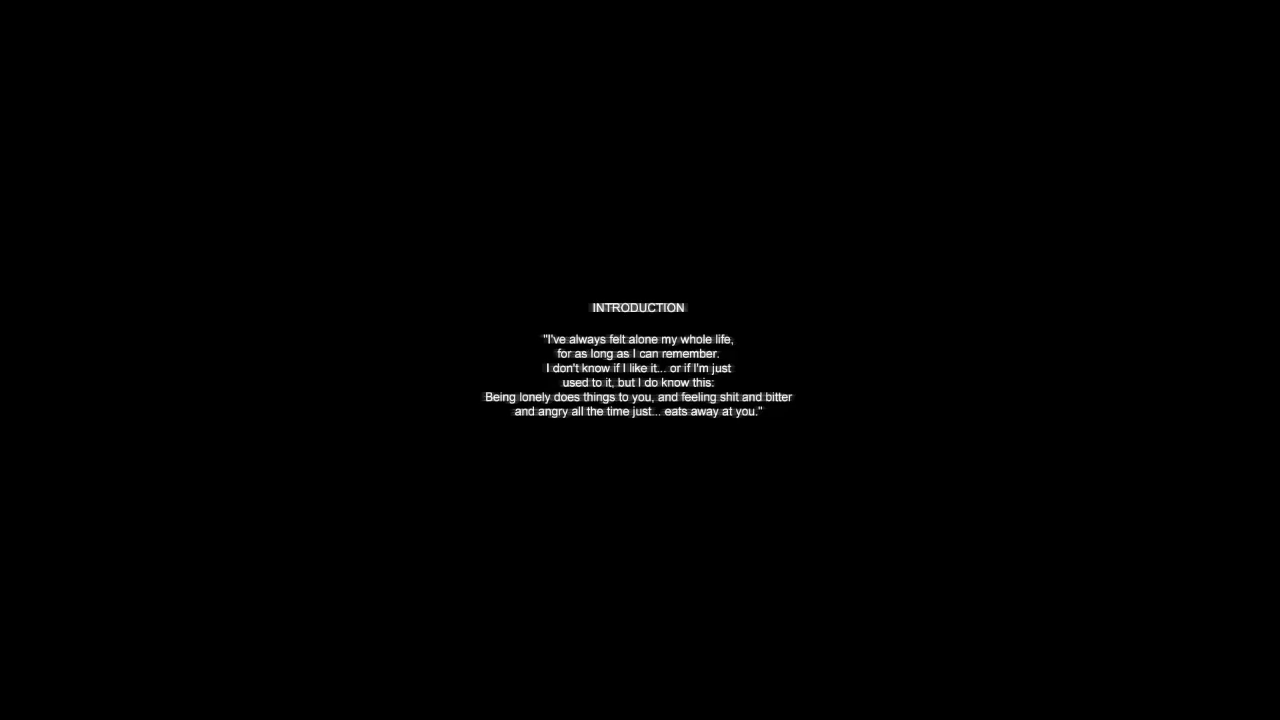 INTRODUCTION
"I've always felt alone my whole life,
for as long as I can remember.
I don't know if I like it... or if I'm just
used to it, but I do know this:
Being lonely does things to you, and feeling shit and bitter
and angry all the time just... eats away at you."